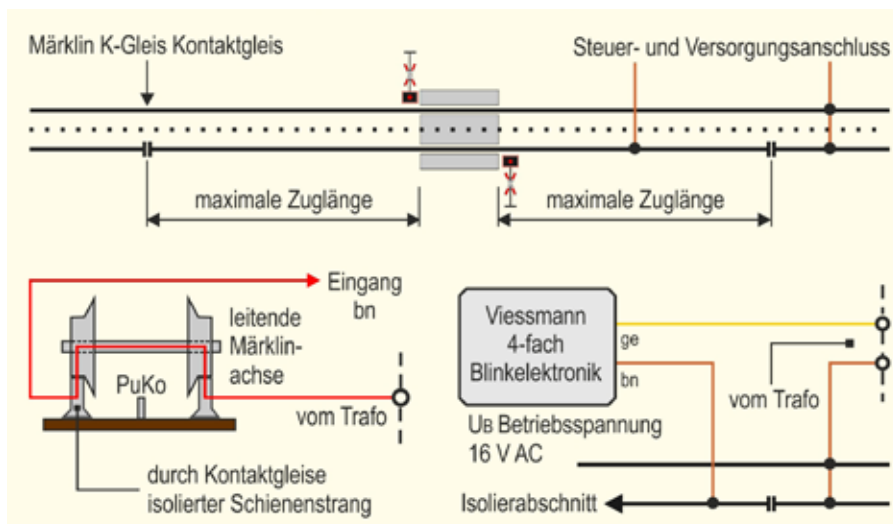 Märklin K-Gleis Kontaktgleis
Steuer- und Versorgungsanschluss
maximale Zuglänge
maximale Zuglänge
Eingang
bn
leitende
Märklin-
achse
PuKo
vom Trafo
durch Kontaktgleise
isolierter Schienenstrang
Viessmann
4-fach
Blinkelektronik
ge
bn
UB Betriebsspannung
16 V AC
vom Trafo
Isolierabschnitt